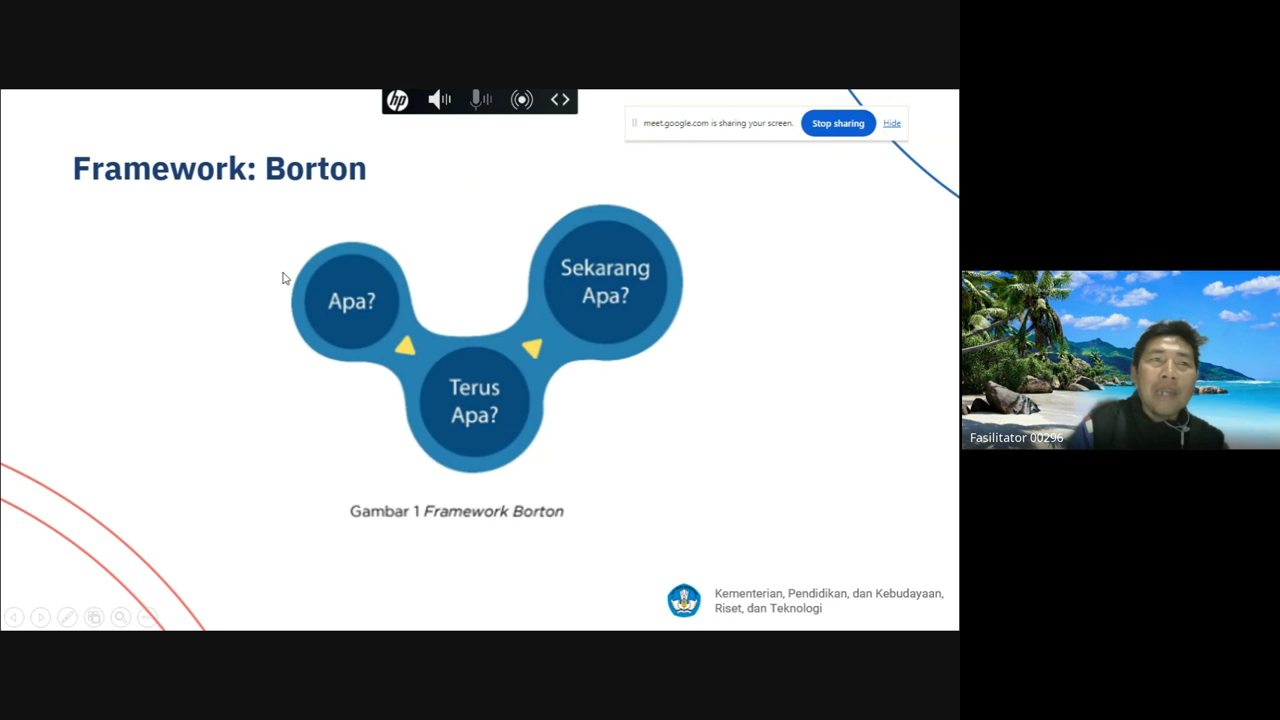 hp
meet.google.com is sharing your screen.
Stop sharing
Hide
Framework: Borton
Apa?
Terus
Apa?
Sekarang
Apa?
Gambar 1 Framework Borton
Kementerian, Pendidikan, dan Kebudayaan,
Riset, dan Teknologi
Fasilitator 00296